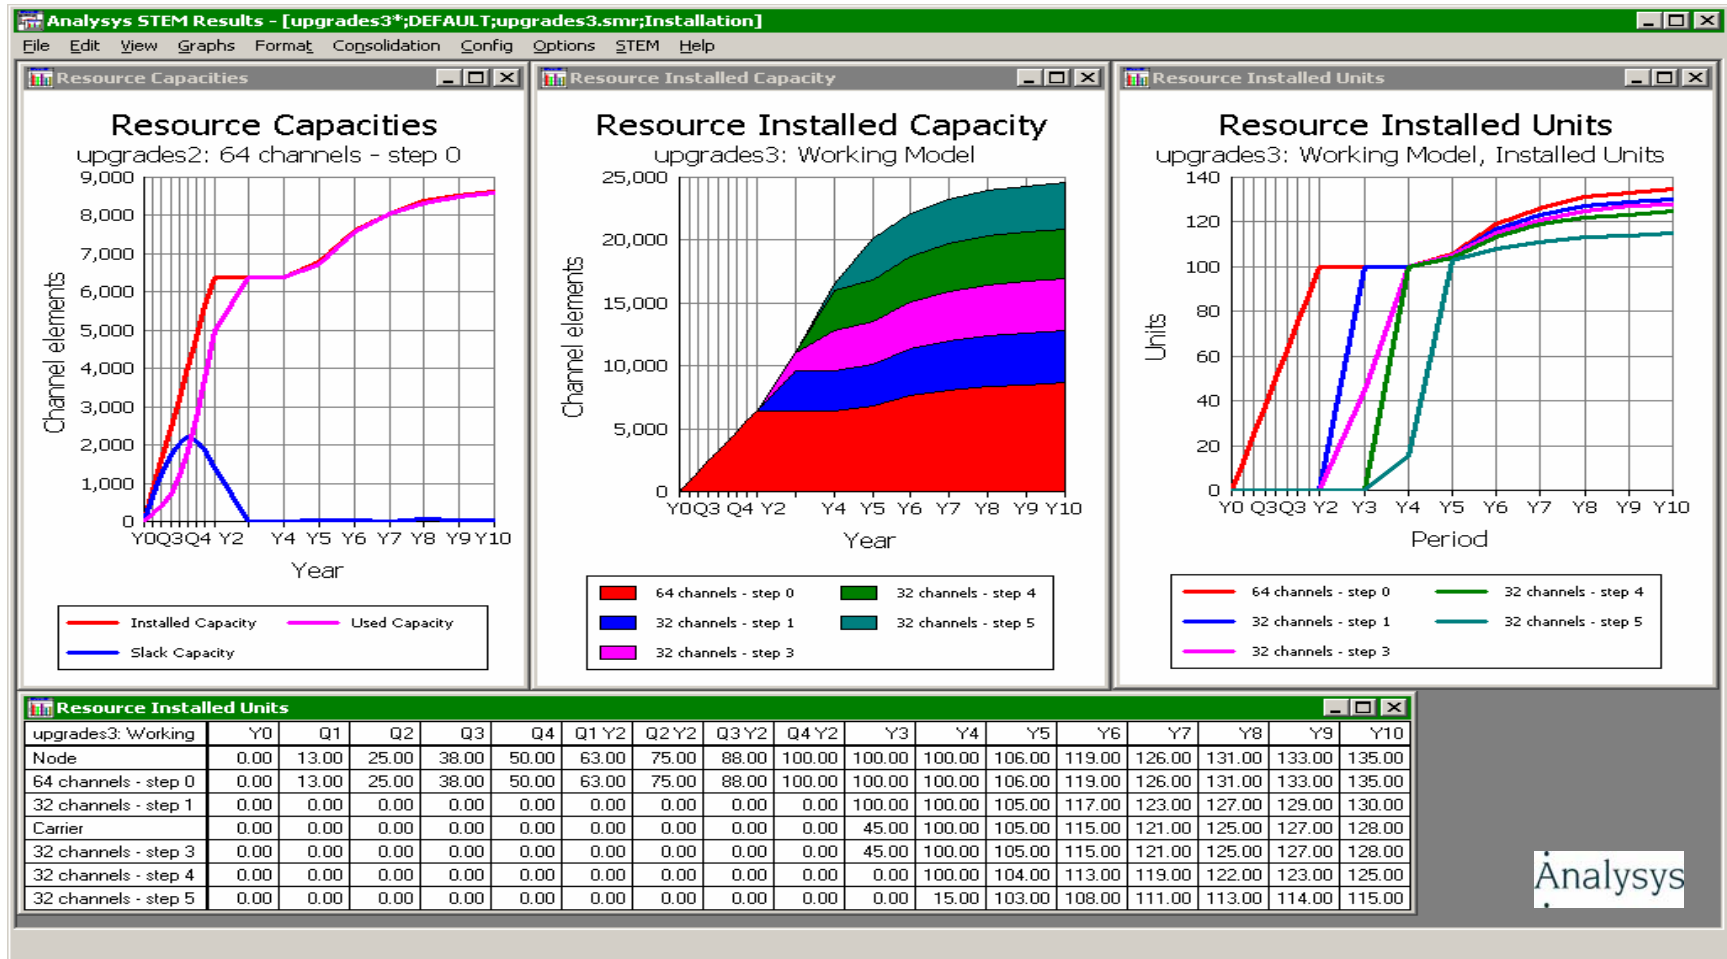 Analysys STEM Results - [upgrades3*;DEFAULT;upgrades3.smr;Installation]
File Edit View Graphs Format Consolidation Config Options STEM Help
Resource Capacities
Resource Capacities
upgrades2: 64 channels - step 0
9,000
8,000
7,000
6,000
5,000
4,000
3,000
2,000
1,000
0
Channel elements
Y0 Q3 Q4 Y2 Y4 Y5 Y6 Y7 Y8 Y9 Y10
Year
Installed Capacity Used Capacity
Slack Capacity
Resource Installed Capacity
Resource Installed Capacity
upgrades3: Working Model
25,000
20,000
15,000
10,000
5,000
0
Channel elements
Y0 Q3 Q4 Y2 Y4 Y5 Y6 Y7 Y8 Y9 Y10
Year
64 channels - step 0 32 channels - step 4
32 channels - step 1 32 channels - step 5
32 channels - step 3
Resource Installed Units
Resource Installed Units
upgrades3: Working Model, Installed Units
140
120
100
80
60
40
20
0
Units
Y0 Q3 Q3 Y2 Y3 Y4 Y5 Y6 Y7 Y8 Y9 Y10
Period
64 channels - step 0 32 channels - step 4
32 channels - step 1 32 channels - step 5
32 channels - step 3
Resource Installed Units
upgrades3: Working Y0 Q1 Q2 Q3 Q4 Q1 Y2 Q2 Y2 Q3 Y2 Q4 Y2 Y3 Y4 Y5 Y6 Y7 Y8 Y9 Y10
Node 0.00 13.00 25.00 38.00 50.00 63.00 75.00 88.00 100.00 100.00 100.00 106.00 119.00 126.00 131.00 133.00 135.00
64 channels - step 0 0.00 13.00 25.00 38.00 50.00 63.00 75.00 88.00 100.00 100.00 100.00 106.00 119.00 126.00 131.00 133.00 135.00
32 channels - step 1 0.00 0.00 0.00 0.00 0.00 0.00 0.00 0.00 0.00 100.00 100.00 105.00 117.00 123.00 127.00 129.00 130.00
Carrier 0.00 0.00 0.00 0.00 0.00 0.00 0.00 0.00 0.00 45.00 100.00 105.00 115.00 121.00 125.00 127.00 128.00
32 channels - step 3 0.00 0.00 0.00 0.00 0.00 0.00 0.00 0.00 0.00 45.00 100.00 105.00 115.00 121.00 125.00 127.00 128.00
32 channels - step 4 0.00 0.00 0.00 0.00 0.00 0.00 0.00 0.00 0.00 0.00 100.00 104.00 113.00 119.00 122.00 123.00 125.00
32 channels - step 5 0.00 0.00 0.00 0.00 0.00 0.00 0.00 0.00 0.00 0.00 15.00 103.00 108.00 111.00 113.00 114.00 115.00
Analysys